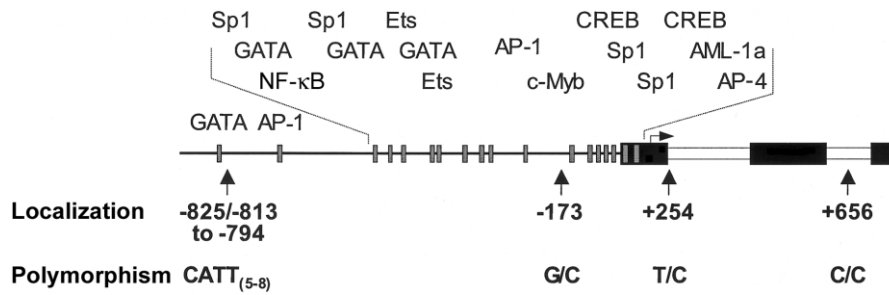 Sp1 Sp1 Ets CREB CREB
GATA GATA GATA AP-1 Sp1 AML-1a
NF-κB Ets c-Myb Sp1 AP-4
GATA AP-1
Localization -825/-813 -173 +254 +656
to -794
Polymorphism CATT(5-8) G/C T/C C/C